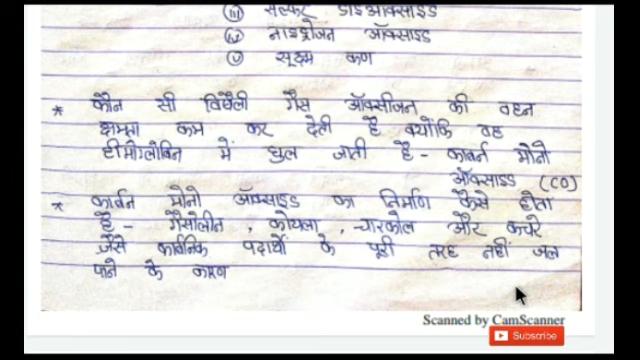 (iii) सल्फर डाइऑक्साइड
(iv) नाइट्रोजन ऑक्साइड
(v) सूक्ष्म कण
* कौन सी विषैली गैस ऑक्सीजन की वहन
क्षमता कम कर देती है क्योंकि वह
हीमोग्लोबिन में घुल जाती है - कार्बन मोनो
ऑक्साइड (CO)
* कार्बन मोनो ऑक्साइड का निर्माण कैसे होता
है - गैसोलीन, कोयला, चारकोल और कचरे
जैसे कार्बनिक पदार्थो के पूरी तरह नहीं जल
पाने के कारण
Scanned by CamScanner
Subscribe